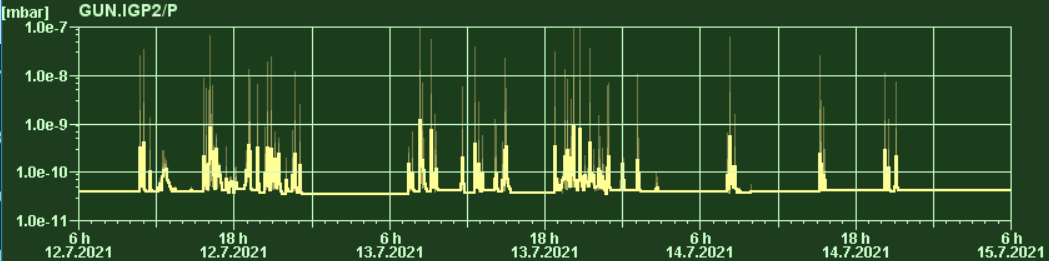 [mbar] GUN.IGP2/P
1.0e-7
1.0e-8
1.0e-9
1.0e-10
1.0e-11
6 h 18 h 6 h 18 h 6 h 18 h 6 h
12.7.2021 12.7.2021 13.7.2021 13.7.2021 14.7.2021 14.7.2021 15.7.2021